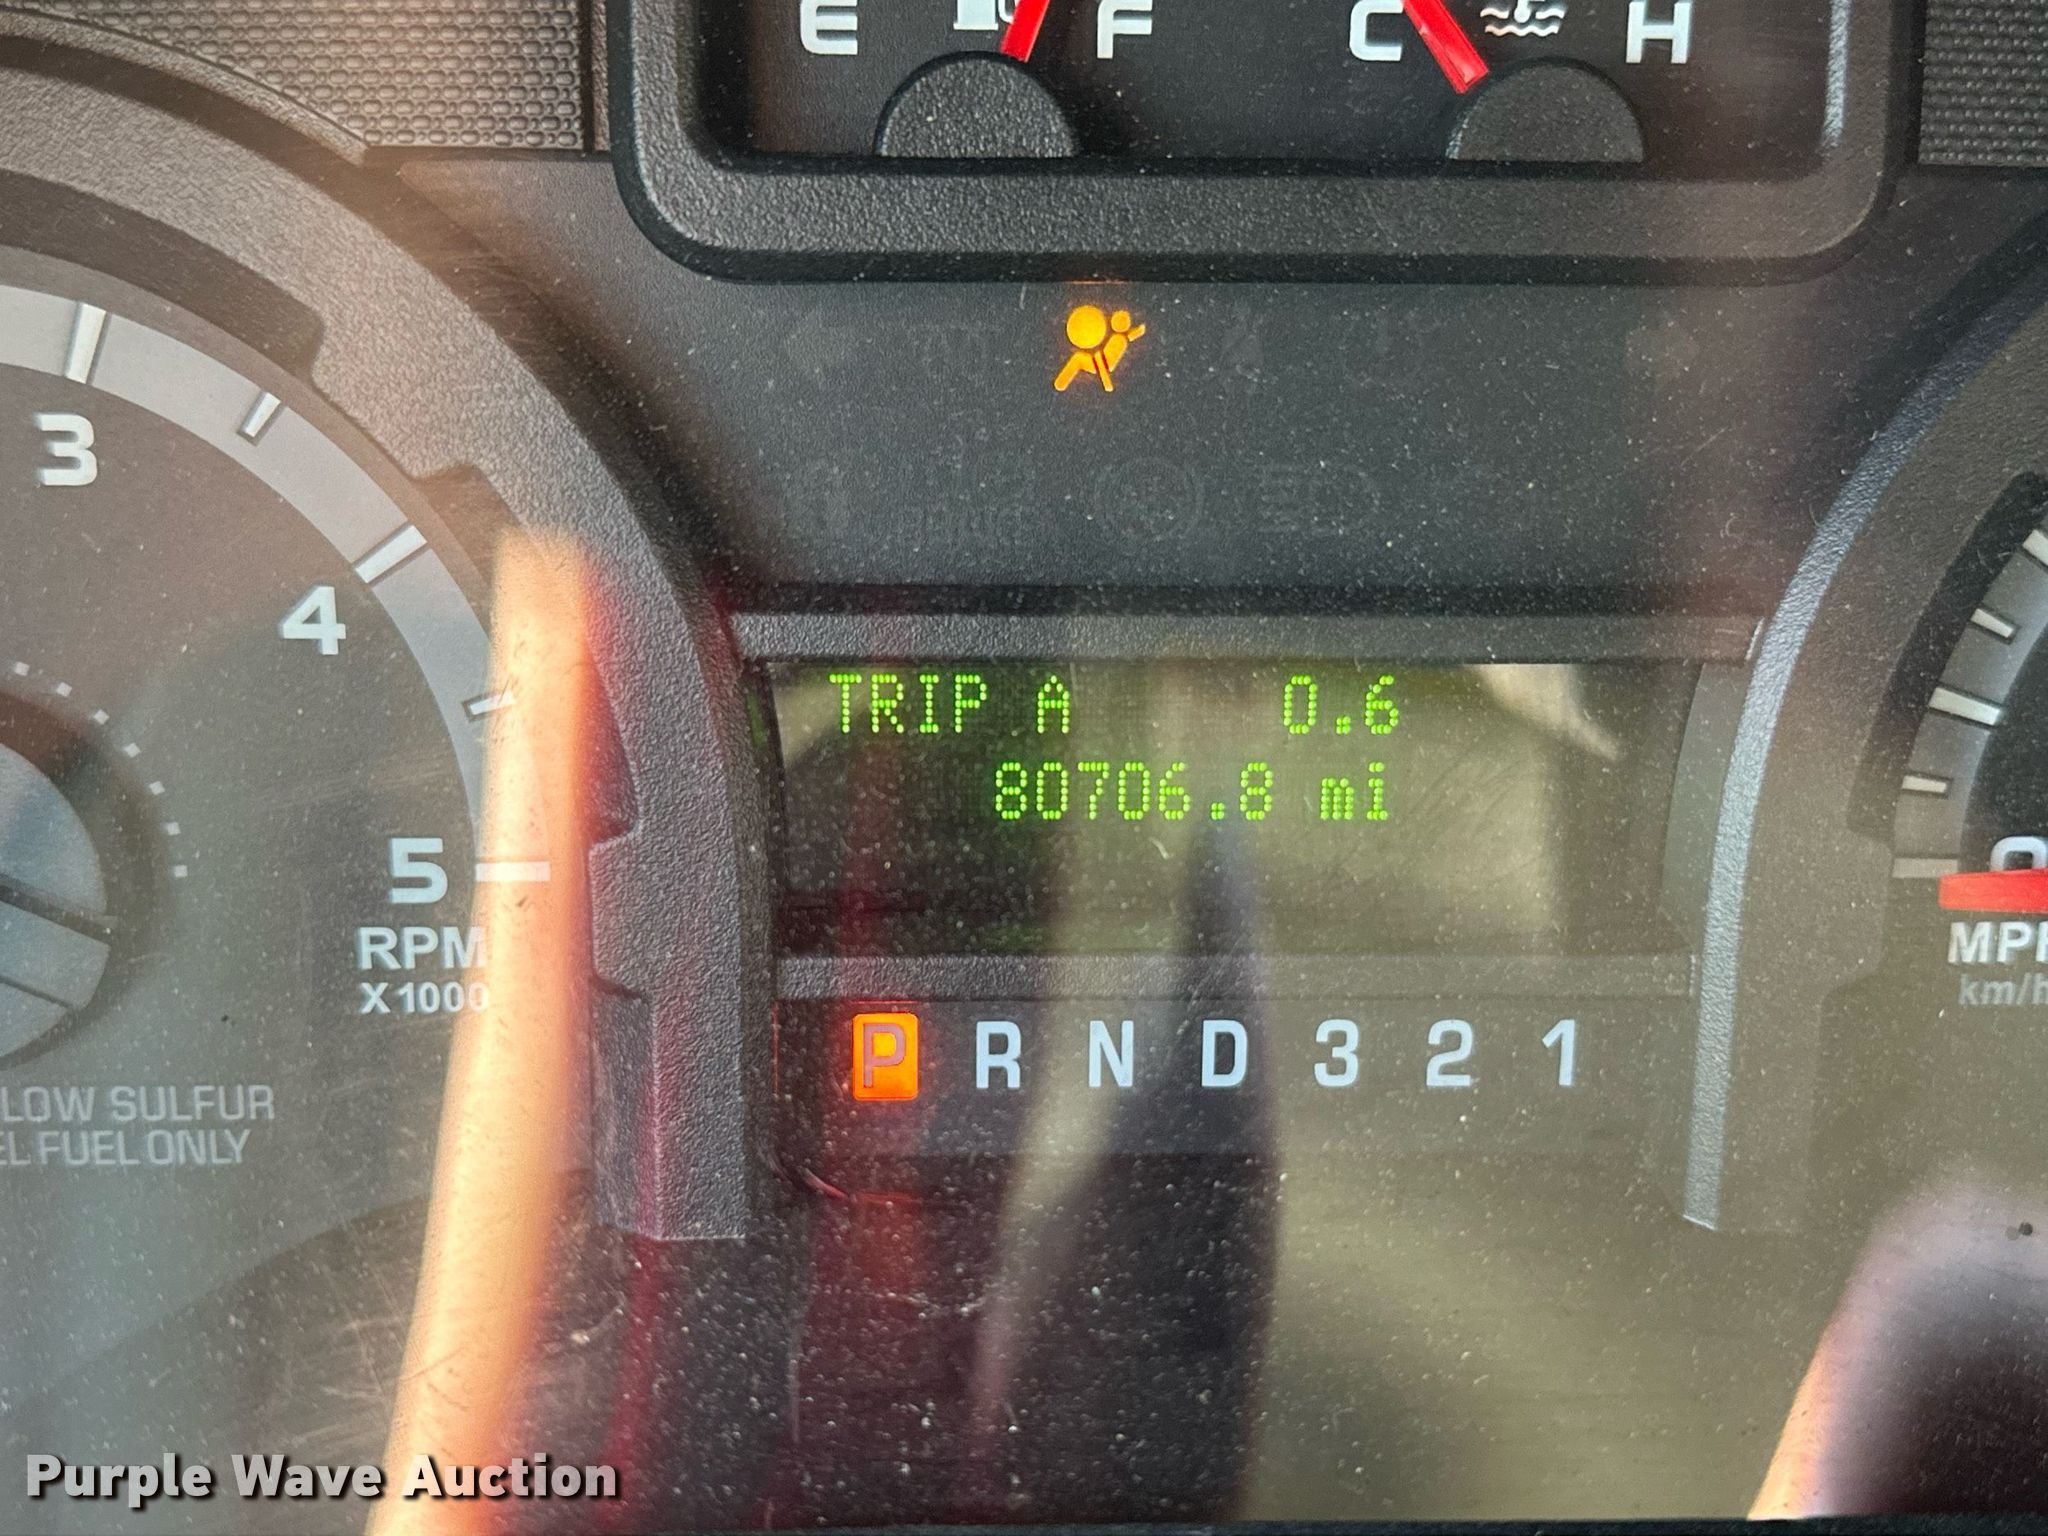 E F C H
3
4
TRIP A 0.6
80706.8 mi
5
RPM
X1000
0
MPH
km/h
P R N D 3 2 1
LOW SULFUR
EL FUEL ONLY
Purple Wave Auction